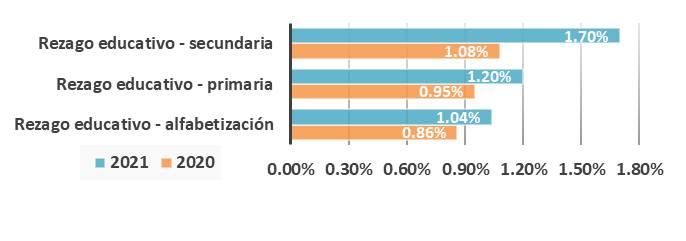 Rezago educativo - secundaria
1.70%
1.08%
Rezago educativo - primaria
1.20%
0.95%
Rezago educativo - alfabetización
1.04%
0.86%
2021 2020
0.00% 0.30% 0.60% 0.90% 1.20% 1.50% 1.80%